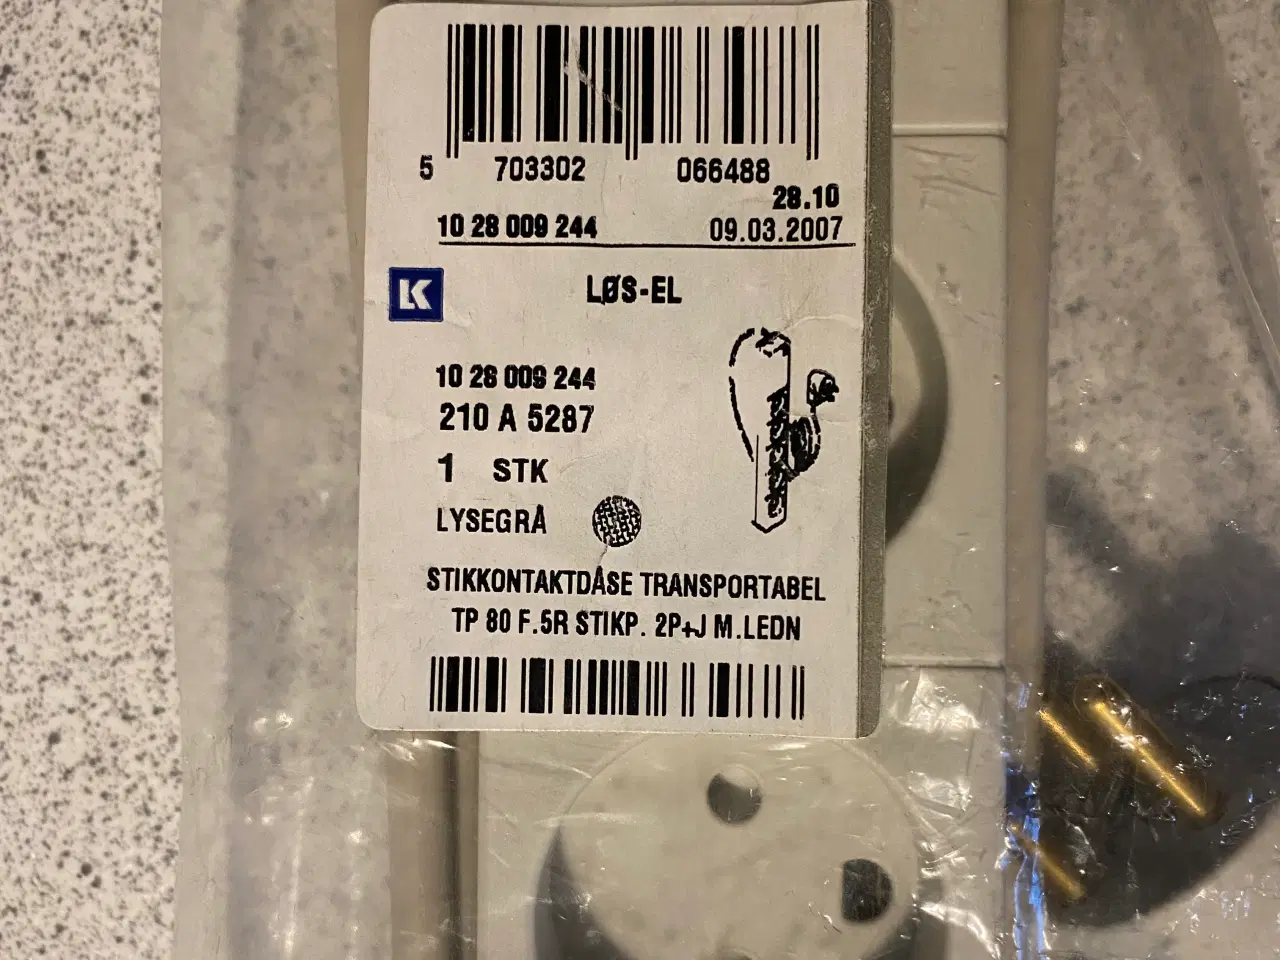 5 703302 066488
28.10
10 28 009 244 09.03.2007
LK LØS-EL
10 28 009 244
210 A 5287
1 STK
LYSEGRÅ
STIKKONTAKTDÅSE TRANSPORTABEL
TP 80 F.5R STIKP. 2P+J M.LEDN